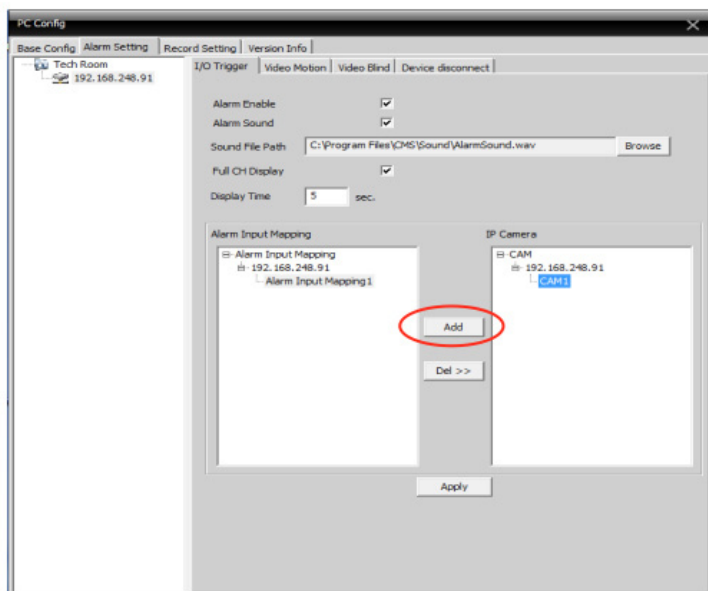 PC Config
Base Config Alarm Setting Record Setting Version Info
Tech Room
192.168.248.91
I/O Trigger Video Motion Video Blind Device disconnect
Alarm Enable
Alarm Sound
Sound File Path C:\Program Files\CMS\Sound\AlarmSound.wav Browse
Full CH Display
Display Time 5 sec.
Alarm Input Mapping IP Camera
Alarm Input Mapping CAM
192.168.248.91 192.168.248.91
Alarm Input Mapping1 CAM1
Add
Del >>
Apply